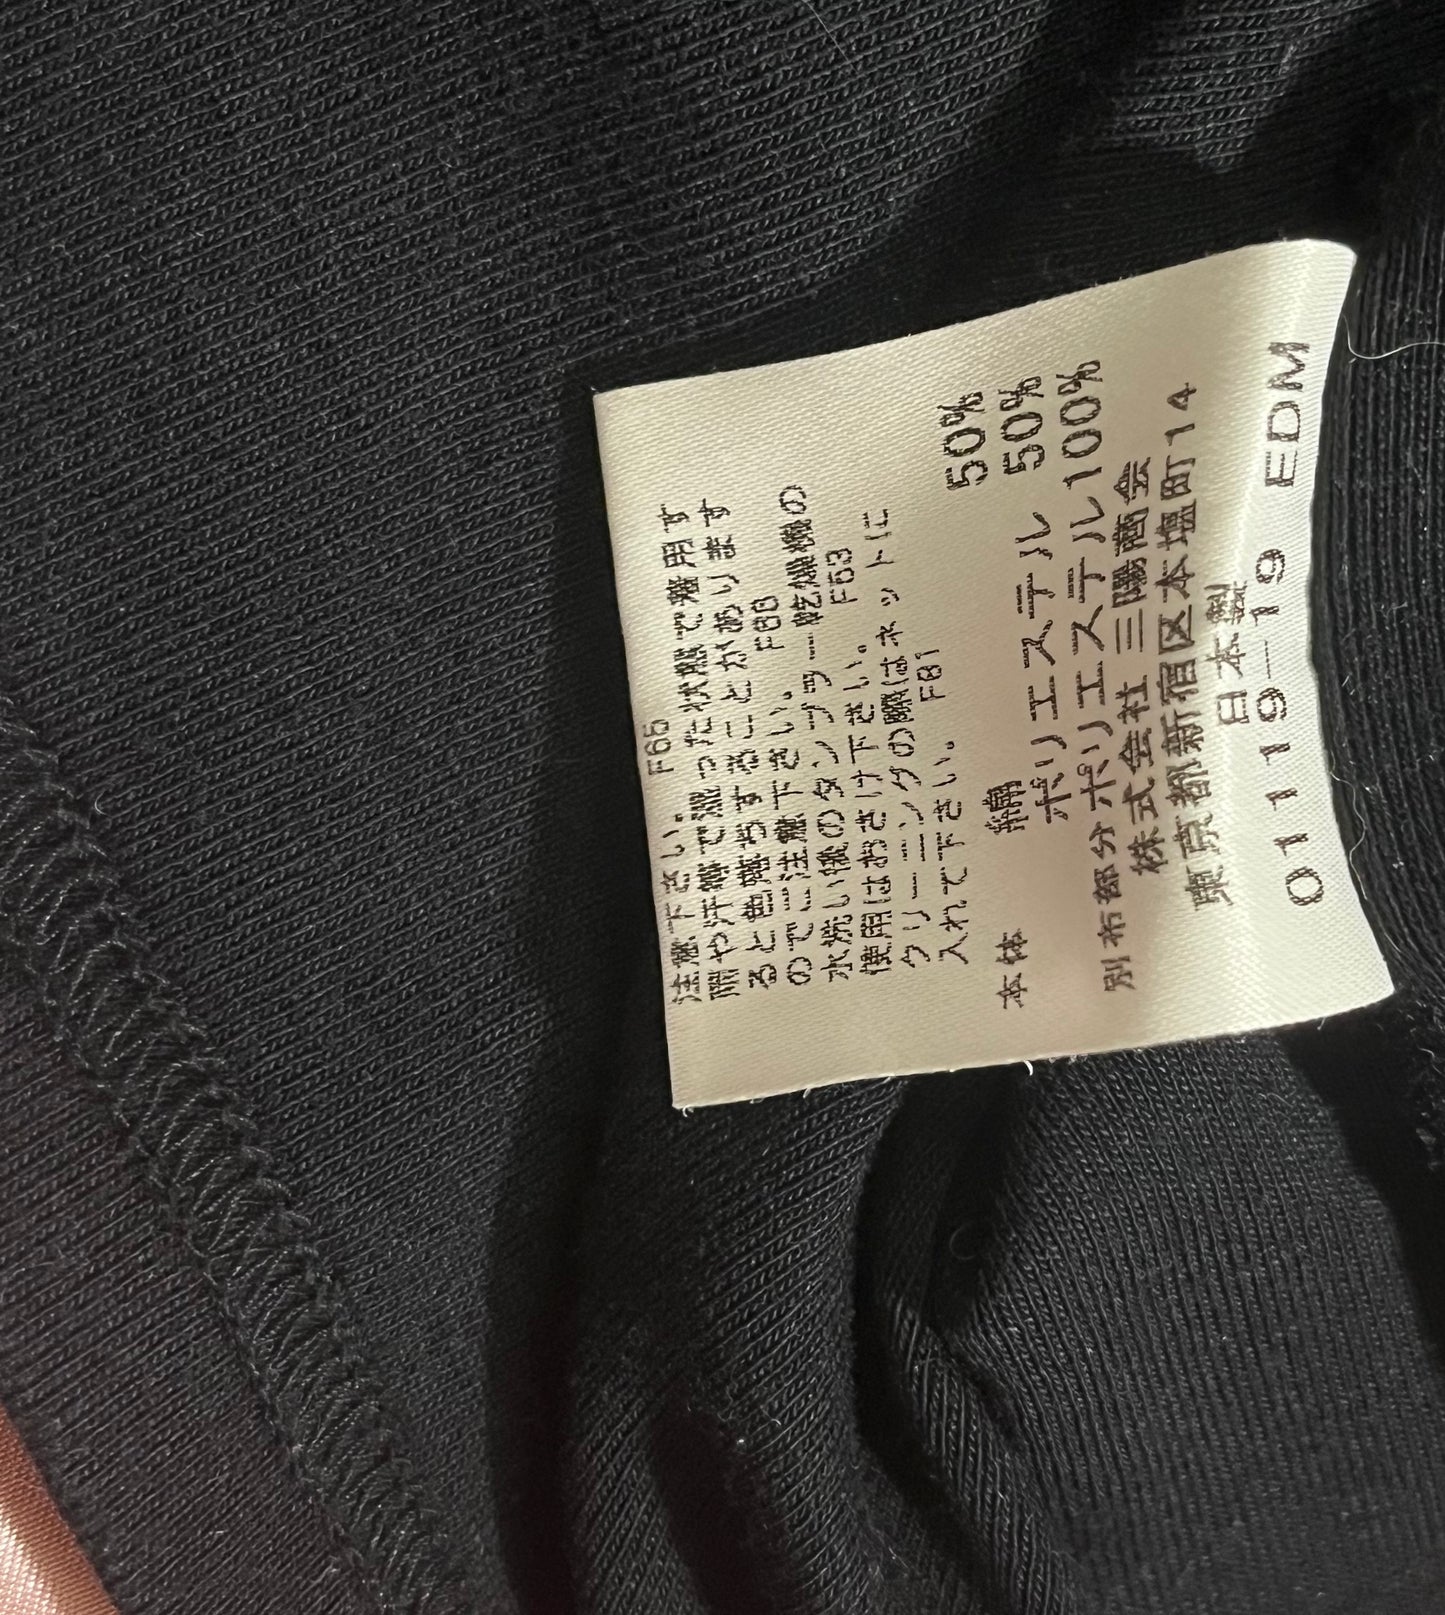 注意下さい。 F65
雨や汗等で湿った状態で着用す
ると色落ちすることがあります
のでご注意下さい。 F88
水洗い後のタンブラー乾燥機の
使用はおさけ下さい。 F53
クリーニングの際はネットに
入れて下さい。 F81
本体 綿 50%
ポリエステル 50%
別布部分ポリエステル100%
株式会社 三陽商会
東京都新宿区本塩町14
日本製
01119-19 EDM